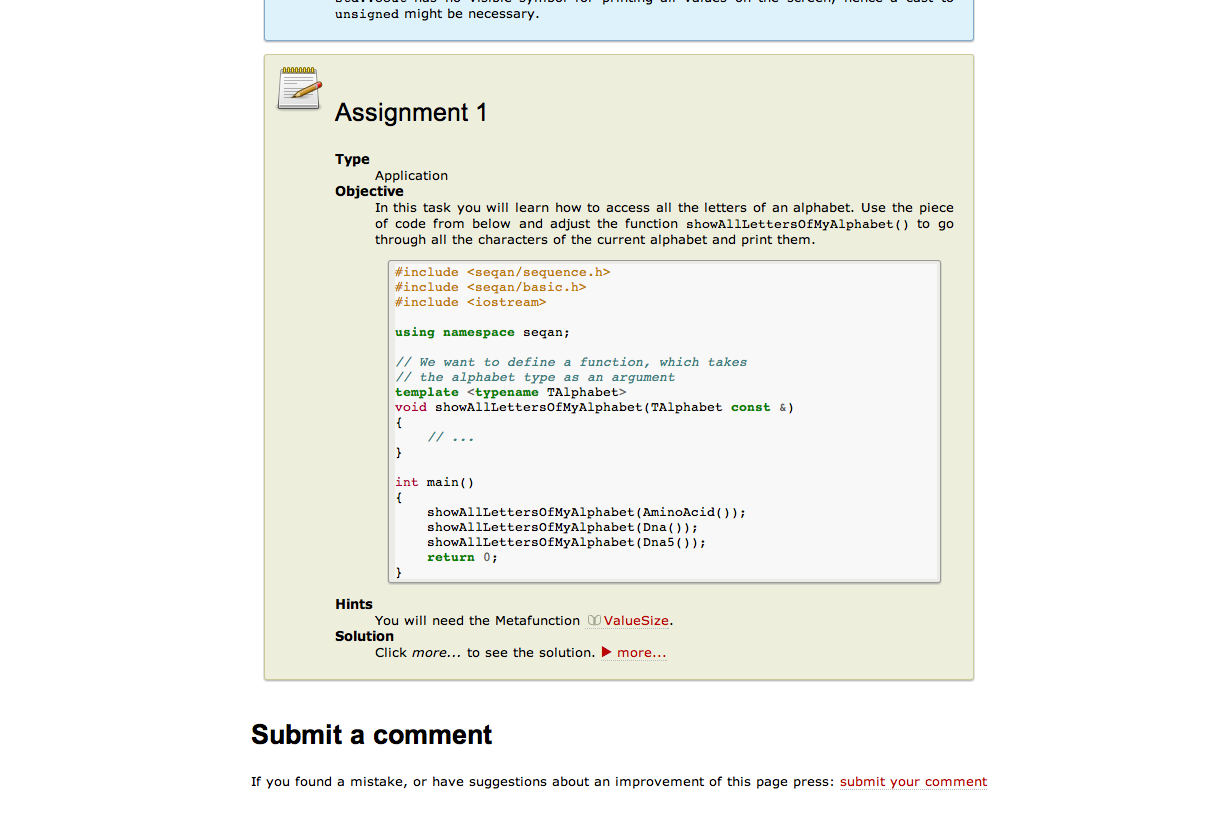 unsigned might be necessary.
Assignment 1
Type
Application
Objective
In this task you will learn how to access all the letters of an alphabet. Use the piece
of code from below and adjust the function showAllLettersOfMyAlphabet() to go
through all the characters of the current alphabet and print them.
#include <seqan/sequence.h>
#include <seqan/basic.h>
#include <iostream>
using namespace seqan;
// We want to define a function, which takes
// the alphabet type as an argument
template <typename TAlphabet>
void showAllLettersOfMyAlphabet(TAlphabet const &)
{
    // ...
}
int main()
{
    showAllLettersOfMyAlphabet(AminoAcid());
    showAllLettersOfMyAlphabet(Dna());
    showAllLettersOfMyAlphabet(Dna5());
    return 0;
}
Hints
You will need the Metafunction ValueSize.
Solution
Click more... to see the solution. ▶ more...
Submit a comment
If you found a mistake, or have suggestions about an improvement of this page press: submit your comment